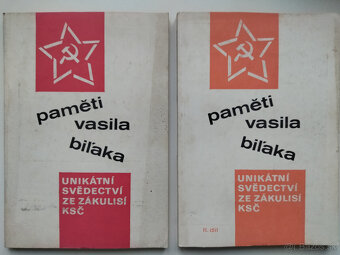 paměti
vasila
biľaka
UNIKÁTNÍ
SVĚDECTVÍ
ZE ZÁKULISÍ
KSČ
paměti
vasila
biľaka
UNIKÁTNÍ
SVĚDECTVÍ
ZE ZÁKULISÍ
KSČ
II. díl